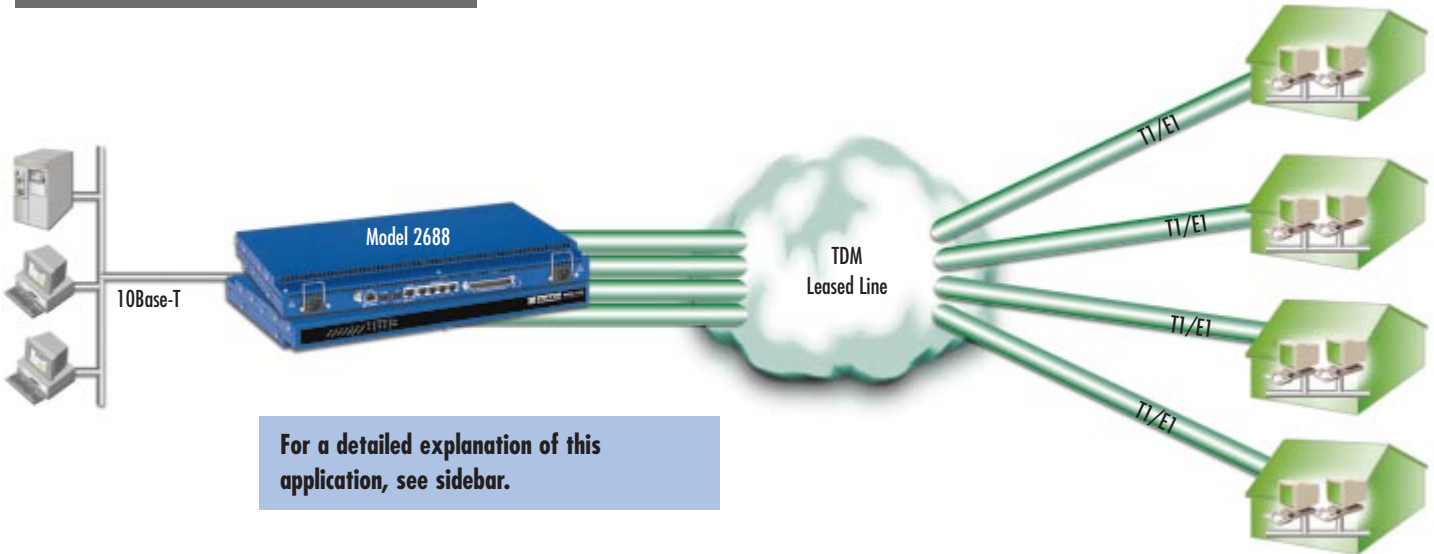 Model 2688
10Base-T
TDM
Leased Line
T1/E1
T1/E1
T1/E1
T1/E1
For a detailed explanation of this
application, see sidebar.